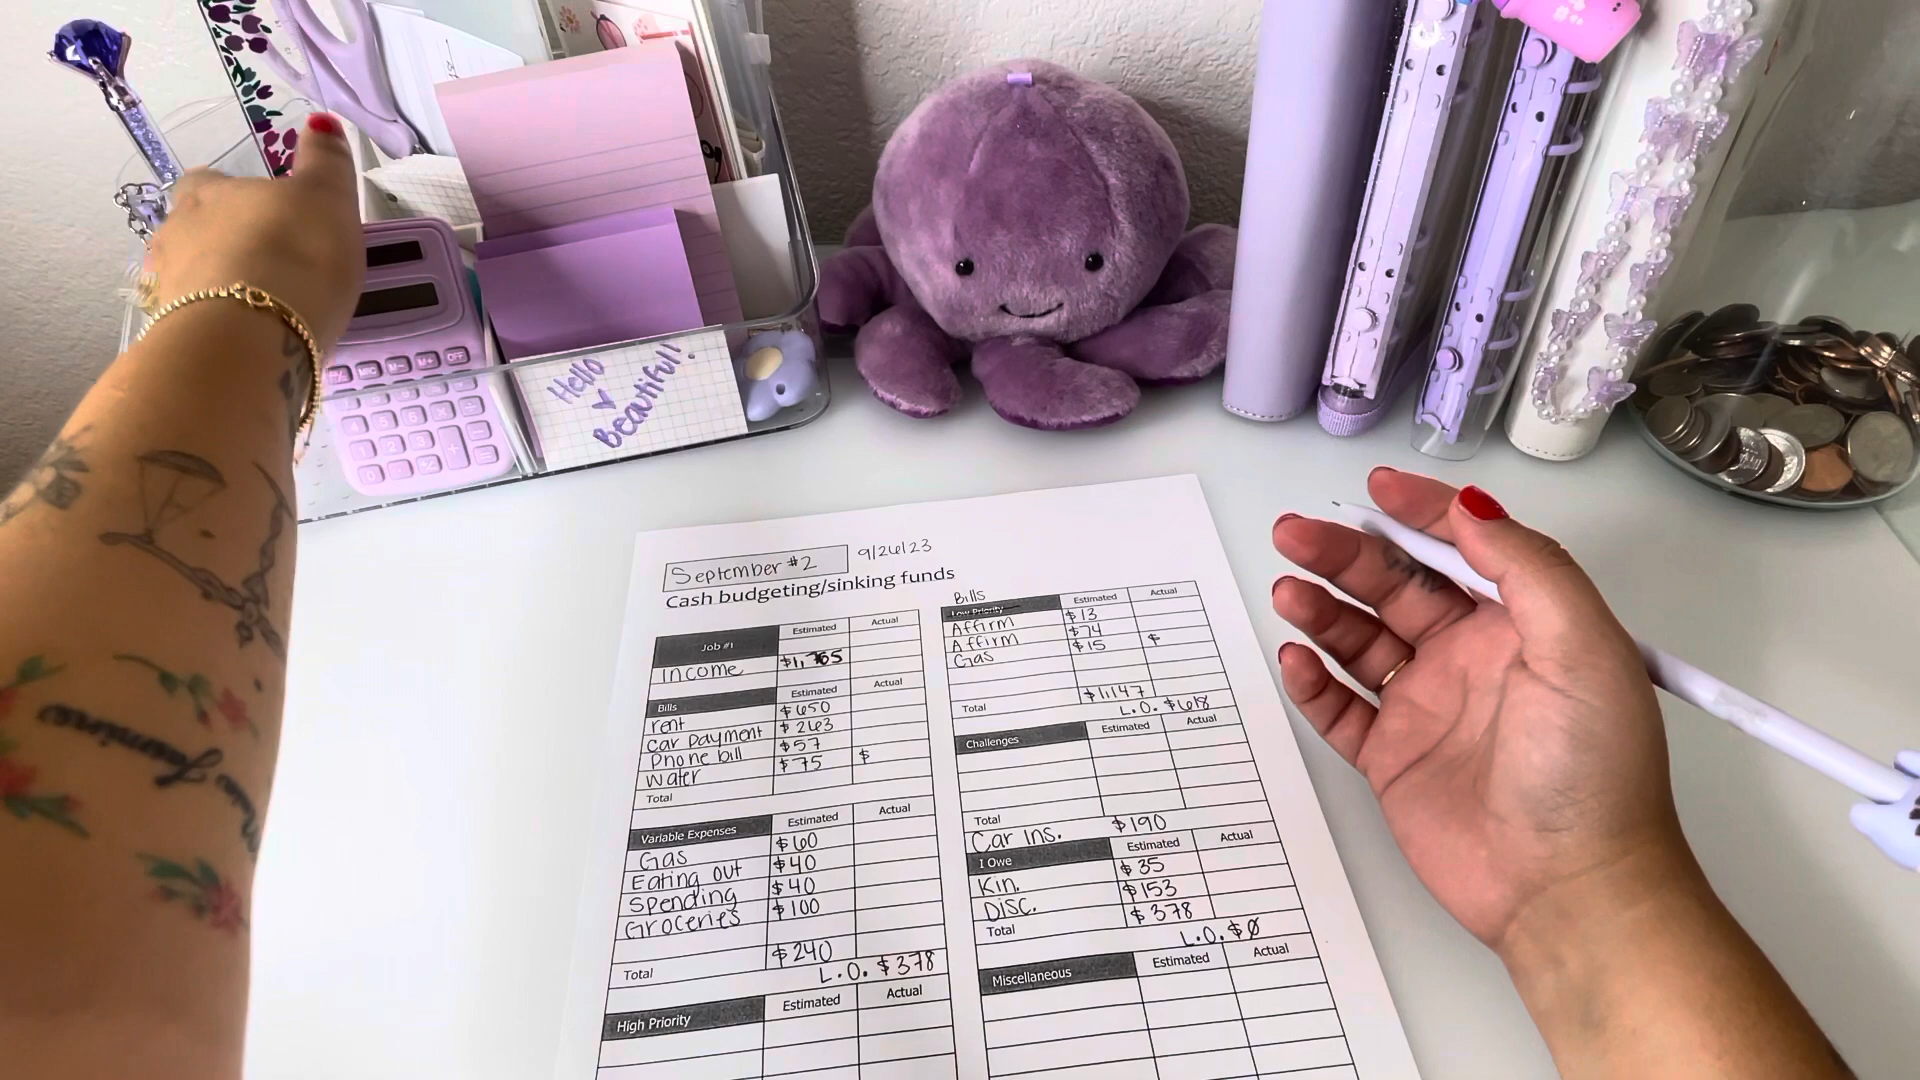 Hello
Beautiful!
MRC M- M+ OFF
September #2 9/26/23
Cash budgeting/sinking funds
Job #1 Estimated Actual
income $1,765
Bills Estimated Actual
rent $650
car payment $263
phone bill $57
water $75 $
Total
Variable Expenses Estimated Actual
Gas $60
Eating out $40
Spending $40
Groceries $100
Total $240
L.O. $378
High Priority Estimated Actual
Bills
Low Priority Estimated Actual
Affirm $13
Affirm $74
Gas $15 $
Total $1,147
L.O. $618
Challenges Estimated Actual
Total
Car ins. $190
I Owe Estimated Actual
Kin. $35
Disc. $153
Total $378
L.O. $0
Miscellaneous Estimated Actual